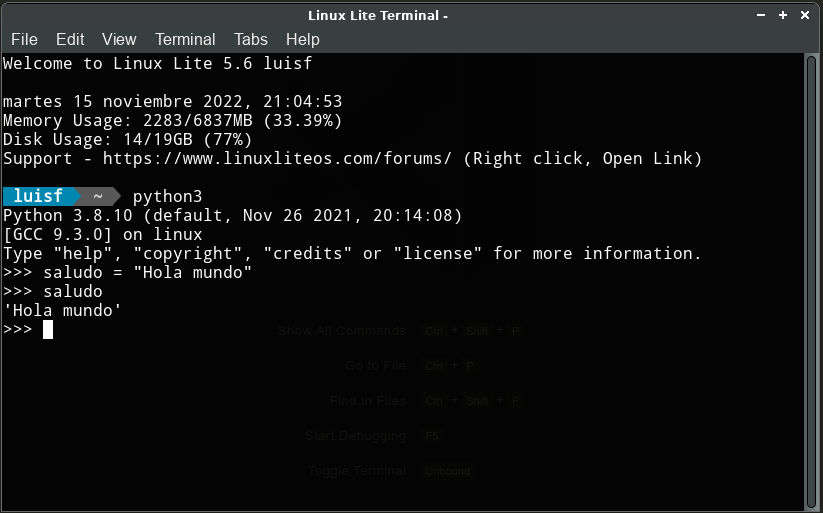 Linux Lite Terminal -
File Edit View Terminal Tabs Help
Welcome to Linux Lite 5.6 luisf
martes 15 noviembre 2022, 21:04:53
Memory Usage: 2283/6837MB (33.39%)
Disk Usage: 14/19GB (77%)
Support - https://www.linuxliteos.com/forums/ (Right click, Open Link)
luisf ~ python3
Python 3.8.10 (default, Nov 26 2021, 20:14:08)
[GCC 9.3.0] on linux
Type "help", "copyright", "credits" or "license" for more information.
>>> saludo = "Hola mundo"
>>> saludo
'Hola mundo'
>>>
Show All Commands Ctrl + Shift + P
Go to File Ctrl + P
Find in Files Ctrl + Shift + F
Start Debugging F5
Toggle Terminal Unbound